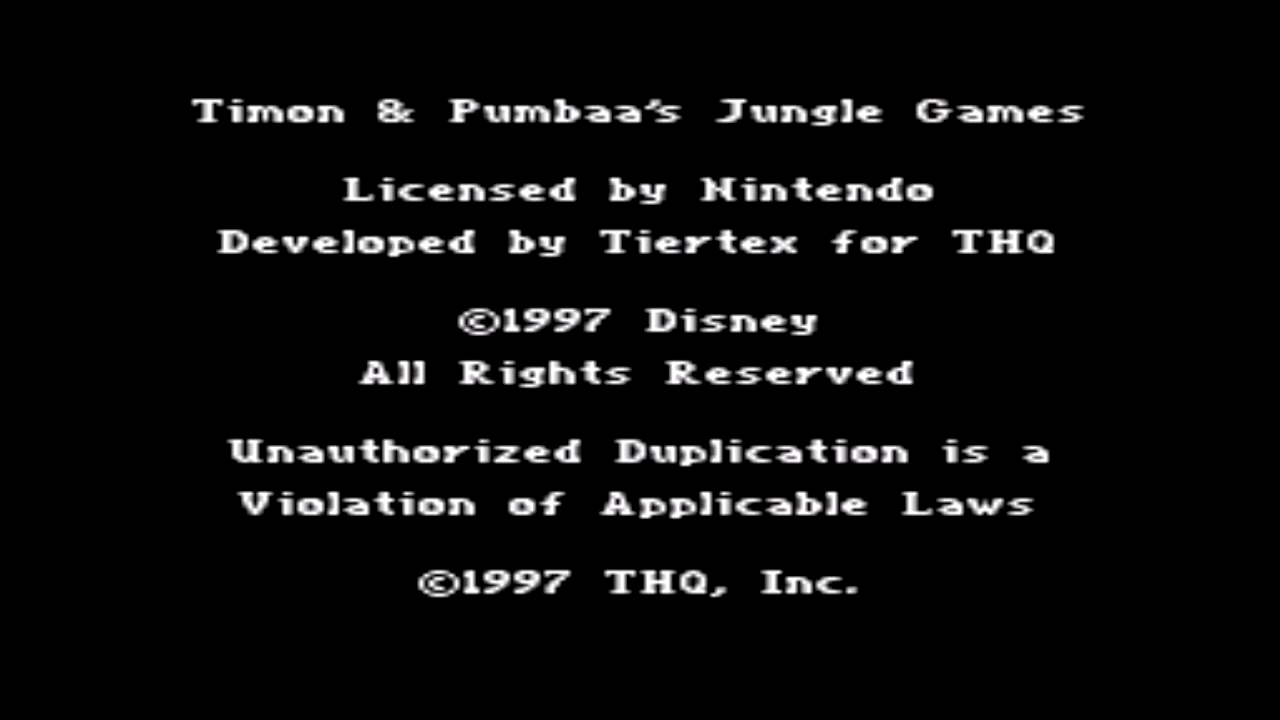 Timon & Pumbaa's Jungle Games
Licensed by Nintendo
Developed by Tiertex for THQ
©1997 Disney
All Rights Reserved
Unauthorized Duplication is a
Violation of Applicable Laws
©1997 THQ, Inc.